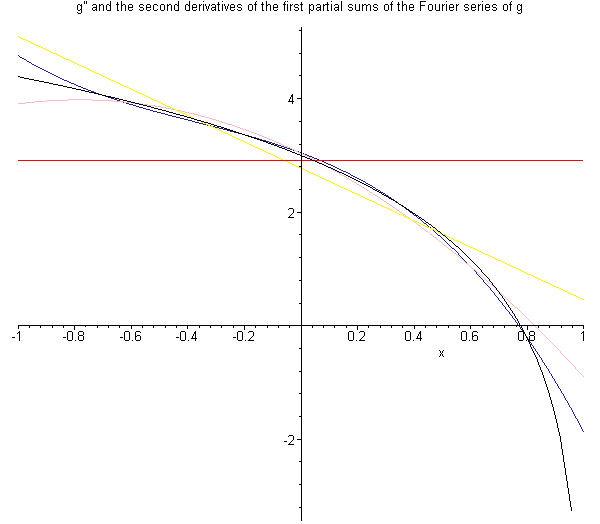 g" and the second derivatives of the first partial sums of the Fourier series of g
4
2
-1 -0.8 -0.6 -0.4 -0.2 0.2 0.4 0.6 0.8 1
x
-2